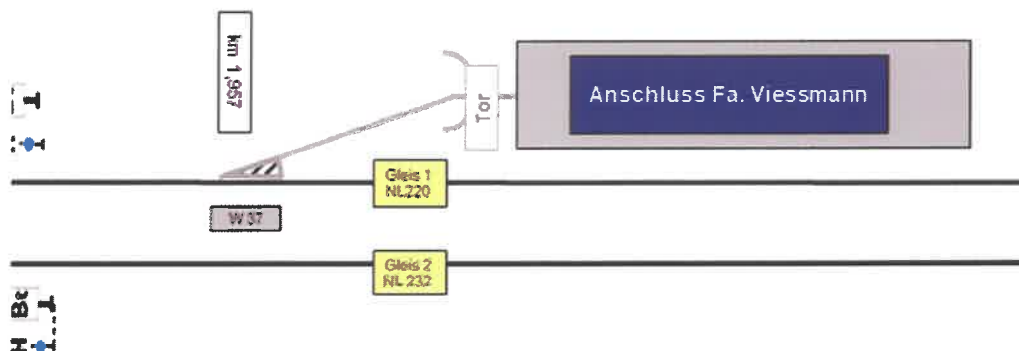 km 1,957
Tor
Anschluss Fa. Viessmann
Gleis 1
NL220
W 37
Gleis 2
NL 232